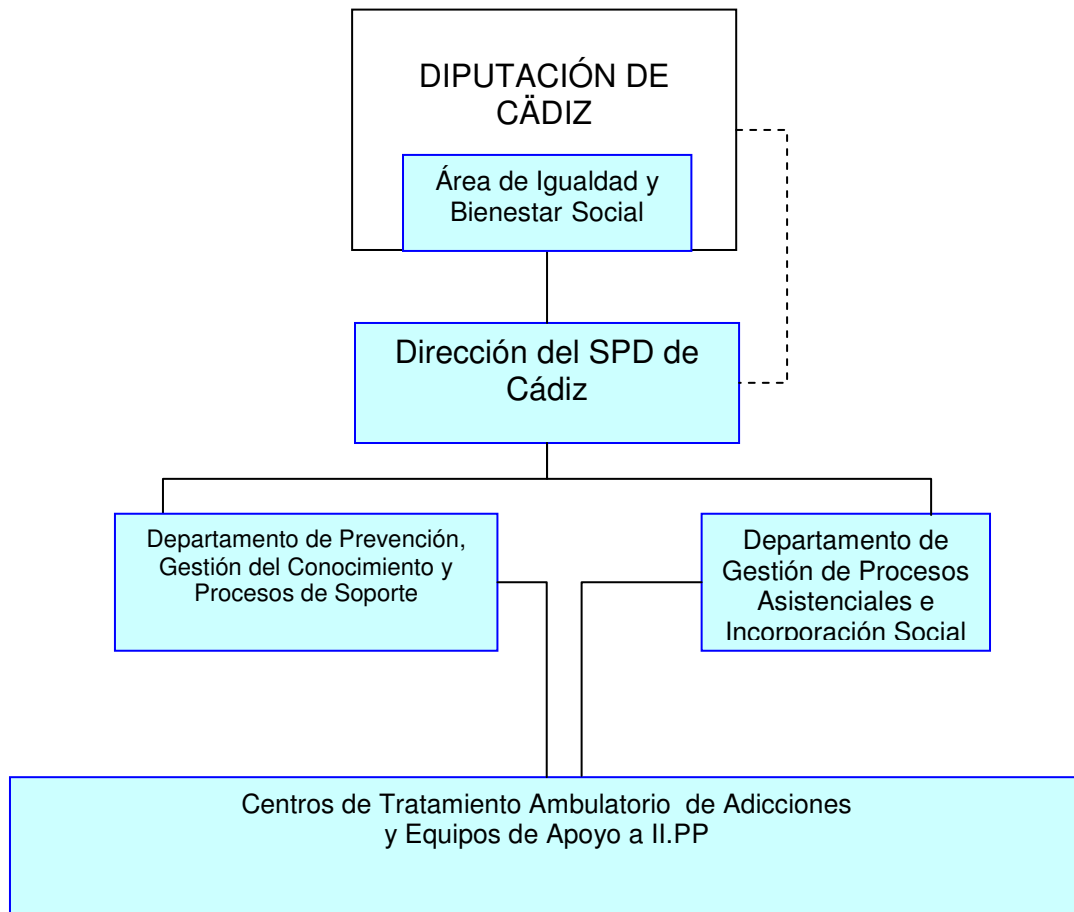 DIPUTACIÓN DE
CÄDIZ
Área de Igualdad y
Bienestar Social
Dirección del SPD de
Cádiz
Departamento de Prevención,
Gestión del Conocimiento y
Procesos de Soporte
Departamento de
Gestión de Procesos
Asistenciales e
Incorporación Social
Centros de Tratamiento Ambulatorio de Adicciones
y Equipos de Apoyo a II.PP